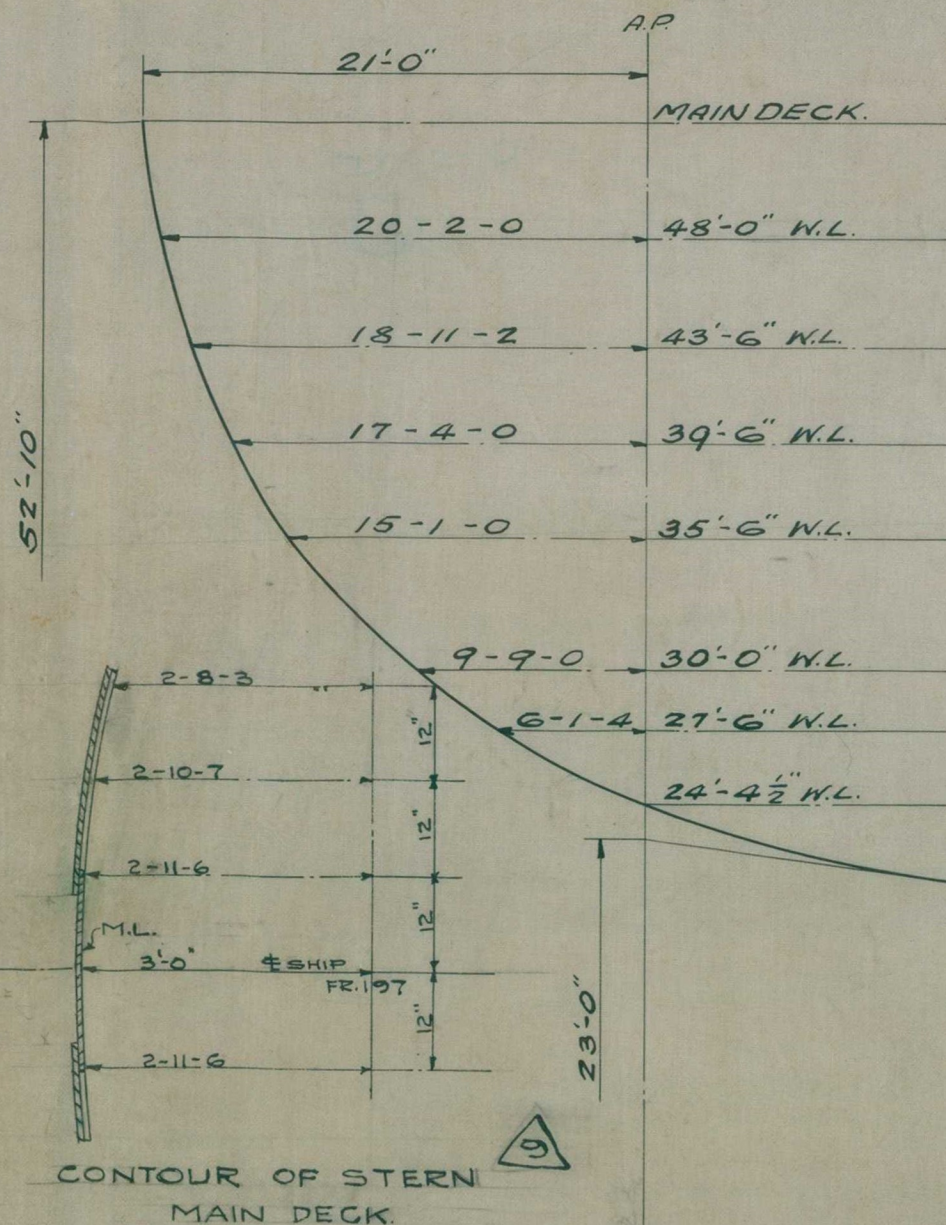 A.P.
21'-0"
MAIN DECK.
20-2-0 48'-0" W.L.
18-11-2 43'-6" W.L.
17-4-0 39'-6" W.L.
52'-10"
15-1-0 35'-6" W.L.
9-9-0 30'-0" W.L.
6-1-4 27'-6" W.L.
24'-4½" W.L.
2-8-3
12"
2-10-7
12"
2-11-6
12"
M.L.
3'-0" ℄ SHIP
FR. 197
12"
2-11-6
23'-0"
9
CONTOUR OF STERN
MAIN DECK.